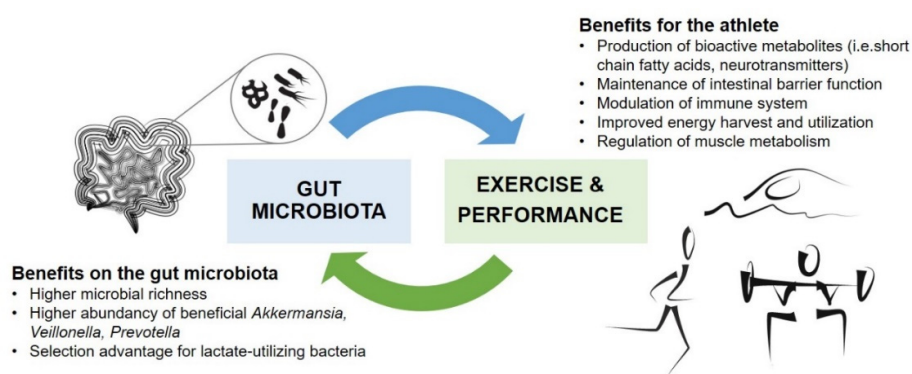 Benefits for the athlete
• Production of bioactive metabolites (i.e.short
chain fatty acids, neurotransmitters)
• Maintenance of intestinal barrier function
• Modulation of immune system
• Improved energy harvest and utilization
• Regulation of muscle metabolism
GUT
MICROBIOTA
EXERCISE &
PERFORMANCE
Benefits on the gut microbiota
• Higher microbial richness
• Higher abundancy of beneficial Akkermansia,
Veillonella, Prevotella
• Selection advantage for lactate-utilizing bacteria